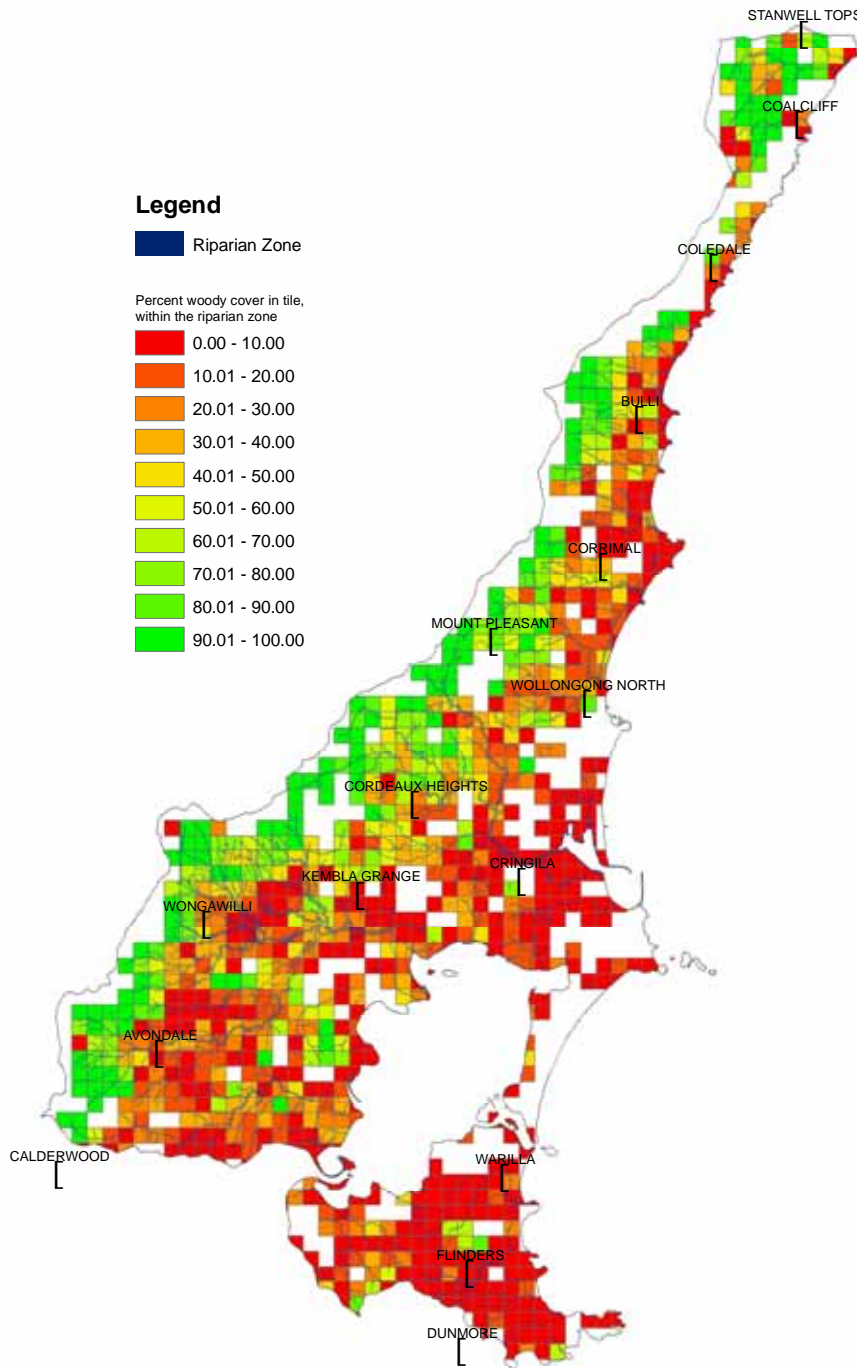 STANWELL TOPS
COALCLIFF
Legend
Riparian Zone
COLEDALE
Percent woody cover in tile,
within the riparian zone
0.00 - 10.00
10.01 - 20.00
20.01 - 30.00
30.01 - 40.00
40.01 - 50.00
50.01 - 60.00
60.01 - 70.00
70.01 - 80.00
80.01 - 90.00
90.01 - 100.00
BULLI
CORRIMAL
MOUNT PLEASANT
WOLLONGONG NORTH
CORDEAUX HEIGHTS
CRINGILA
KEMBLA GRANGE
WONGAWILLI
AVONDALE
CALDERWOOD
WARILLA
FLINDERS
DUNMORE